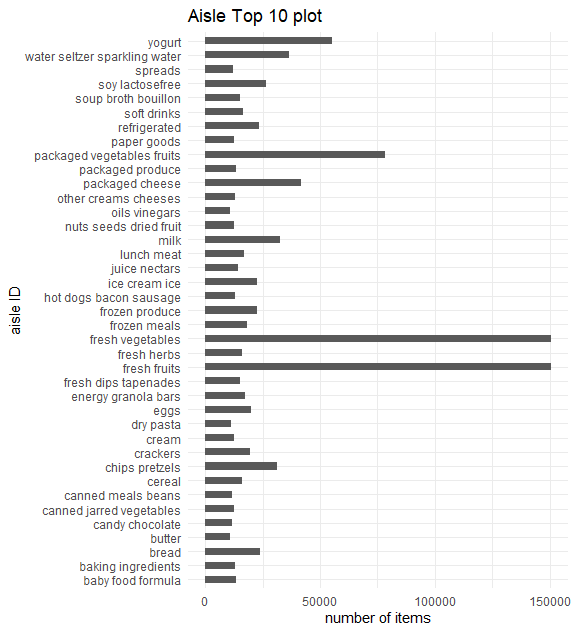 Aisle Top 10 plot
yogurt
water seltzer sparkling water
spreads
soy lactosefree
soup broth bouillon
soft drinks
refrigerated
paper goods
packaged vegetables fruits
packaged produce
packaged cheese
other creams cheeses
oils vinegars
nuts seeds dried fruit
milk
lunch meat
juice nectars
ice cream ice
hot dogs bacon sausage
frozen produce
frozen meals
fresh vegetables
fresh herbs
fresh fruits
fresh dips tapenades
energy granola bars
eggs
dry pasta
cream
crackers
chips pretzels
cereal
canned meals beans
canned jarred vegetables
candy chocolate
butter
bread
baking ingredients
baby food formula
aisle ID
0 50000 100000 150000
number of items